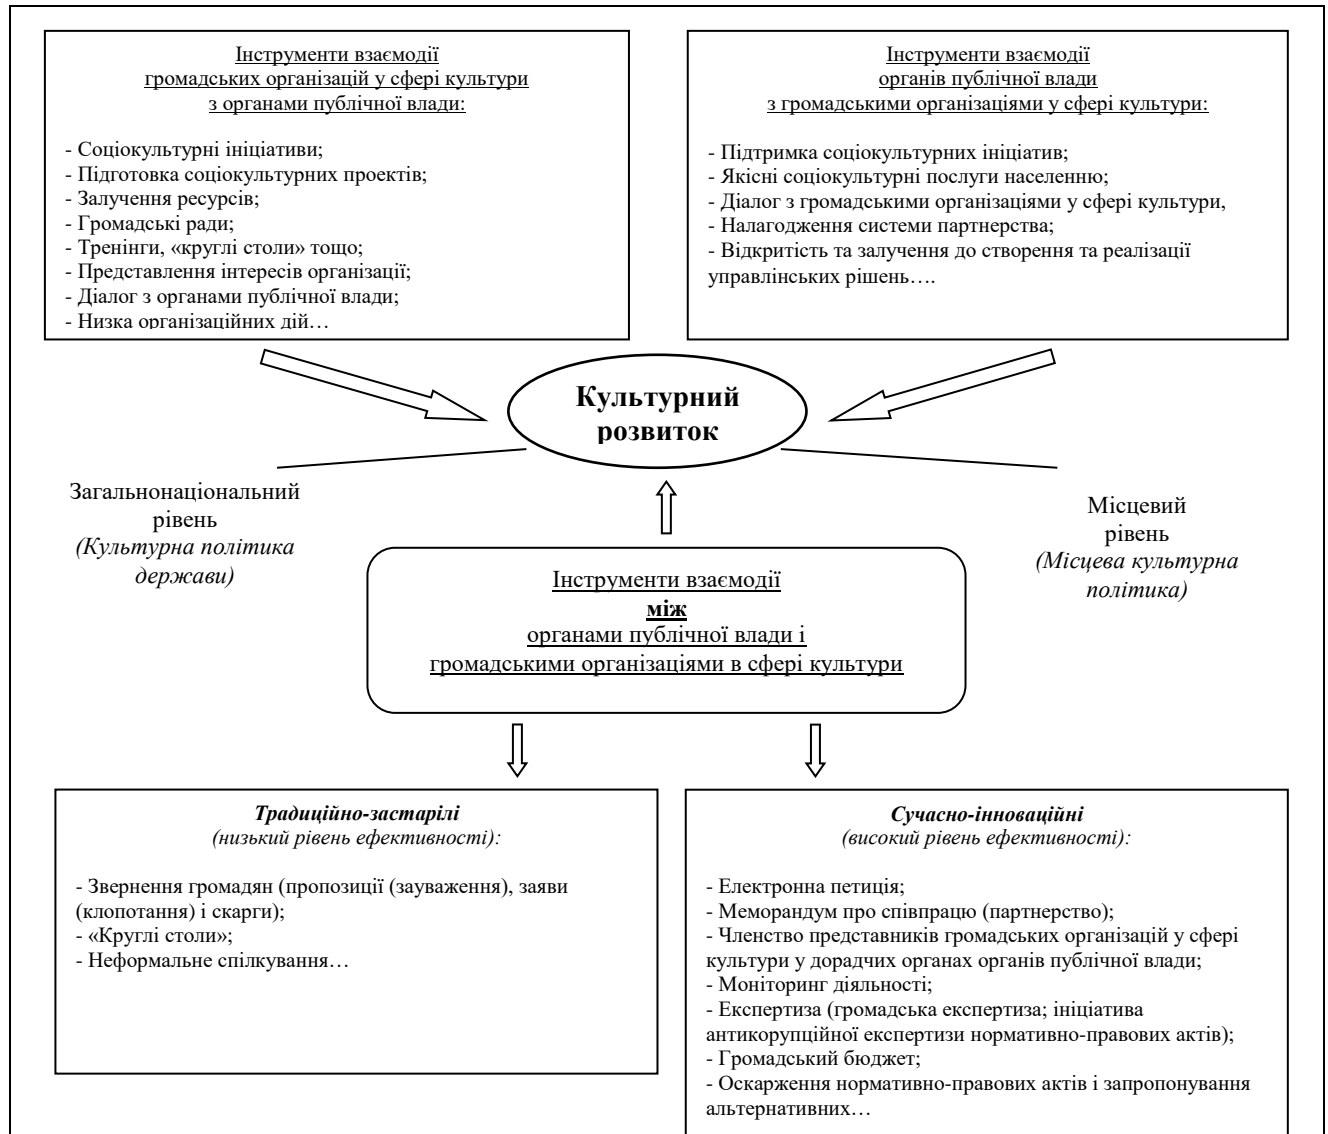 Інструменти взаємодії
громадських організацій у сфері культури
з органами публічної влади:
- Соціокультурні ініціативи;
- Підготовка соціокультурних проектів;
- Залучення ресурсів;
- Громадські ради;
- Тренінги, «круглі столи» тощо;
- Представлення інтересів організації;
- Діалог з органами публічної влади;
- Низка організаційних дій…
Інструменти взаємодії
органів публічної влади
з громадськими організаціями у сфері культури:
- Підтримка соціокультурних ініціатив;
- Якісні соціокультурні послуги населенню;
- Діалог з громадськими організаціями у сфері культури,
- Налагодження системи партнерства;
- Відкритість та залучення до створення та реалізації
управлінських рішень….
Культурний
розвиток
Загальнонаціональний
рівень
(Культурна політика
держави)
Місцевий
рівень
(Місцева культурна
політика)
Інструменти взаємодії
між
органами публічної влади і
громадськими організаціями в сфері культури
Традиційно-застарілі
(низький рівень ефективності):
- Звернення громадян (пропозиції (зауваження), заяви
(клопотання) і скарги);
- «Круглі столи»;
- Неформальне спілкування…
Сучасно-інноваційні
(високий рівень ефективності):
- Електронна петиція;
- Меморандум про співпрацю (партнерство);
- Членство представників громадських організацій у сфері
культури у дорадчих органах органів публічної влади;
- Моніторинг діяльності;
- Експертиза (громадська експертиза; ініціатива
антикорупційної експертизи нормативно-правових актів);
- Громадський бюджет;
- Оскарження нормативно-правових актів і запропонування
альтернативних…